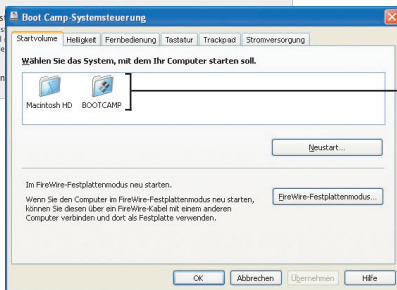 Boot Camp-Systemsteuerung
Startvolume Helligkeit Fernbedienung Tastatur Trackpad Stromversorgung
Wählen Sie das System, mit dem Ihr Computer starten soll.
Macintosh HD BOOTCAMP
Neustart...
Im FireWire-Festplattenmodus neu starten.
Wenn Sie den Computer im FireWire-Festplattenmodus neu starten,
können Sie diesen über ein FireWire-Kabel mit einem anderen
Computer verbinden und dort als Festplatte verwenden.
FireWire-Festplattenmodus...
OK Abbrechen Übernehmen Hilfe